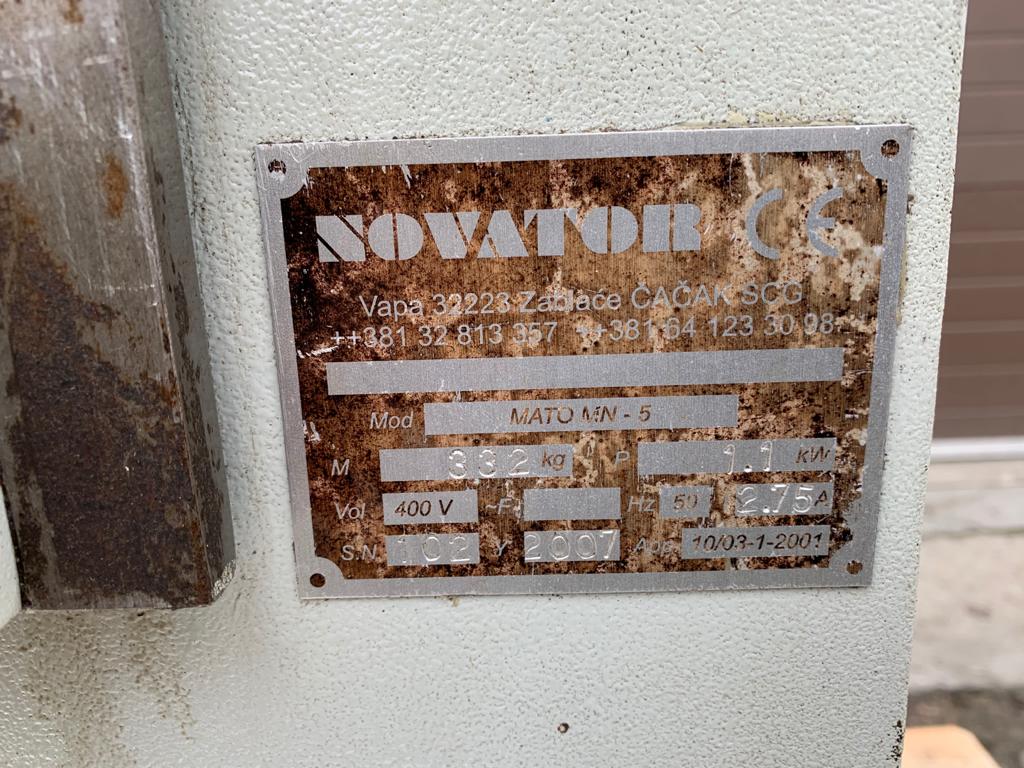 NOVATOR CE
Vapa 32223 Zablaće ČAČAK SCG
++381 32 813 357 ++381 64 123 30 98
Mod MATO MN - 5
M 332 kg P 1.1 kW
Vol 400 V ~F Hz 50 2.75 A
S.N. 102 Y 2007 10/03-1-2001